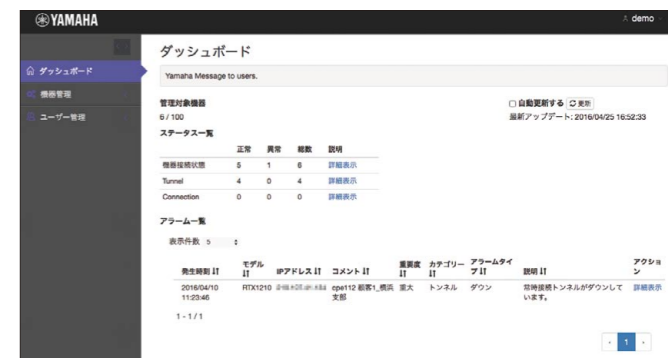 YAMAHA
demo
ダッシュボード
機器管理
ユーザー管理
ダッシュボード
Yamaha Message to users.
管理対象機器
6 / 100
自動更新する 更新
最新アップデート: 2016/04/25 16:52:33
ステータス一覧
正常 異常 総数 説明
機器接続状態 5 1 6 詳細表示
Tunnel 4 0 4 詳細表示
Connection 0 0 0 詳細表示
アラーム一覧
表示件数 5
発生時刻 モデル IPアドレス コメント 重要度 カテゴリー アラームタイプ 説明 アクション
2016/04/10 11:23:46 RTX1210 cpe112 顧客1_横浜支部 重大 トンネル ダウン 常時接続トンネルがダウンしています。 詳細表示
1 - 1 / 1
1